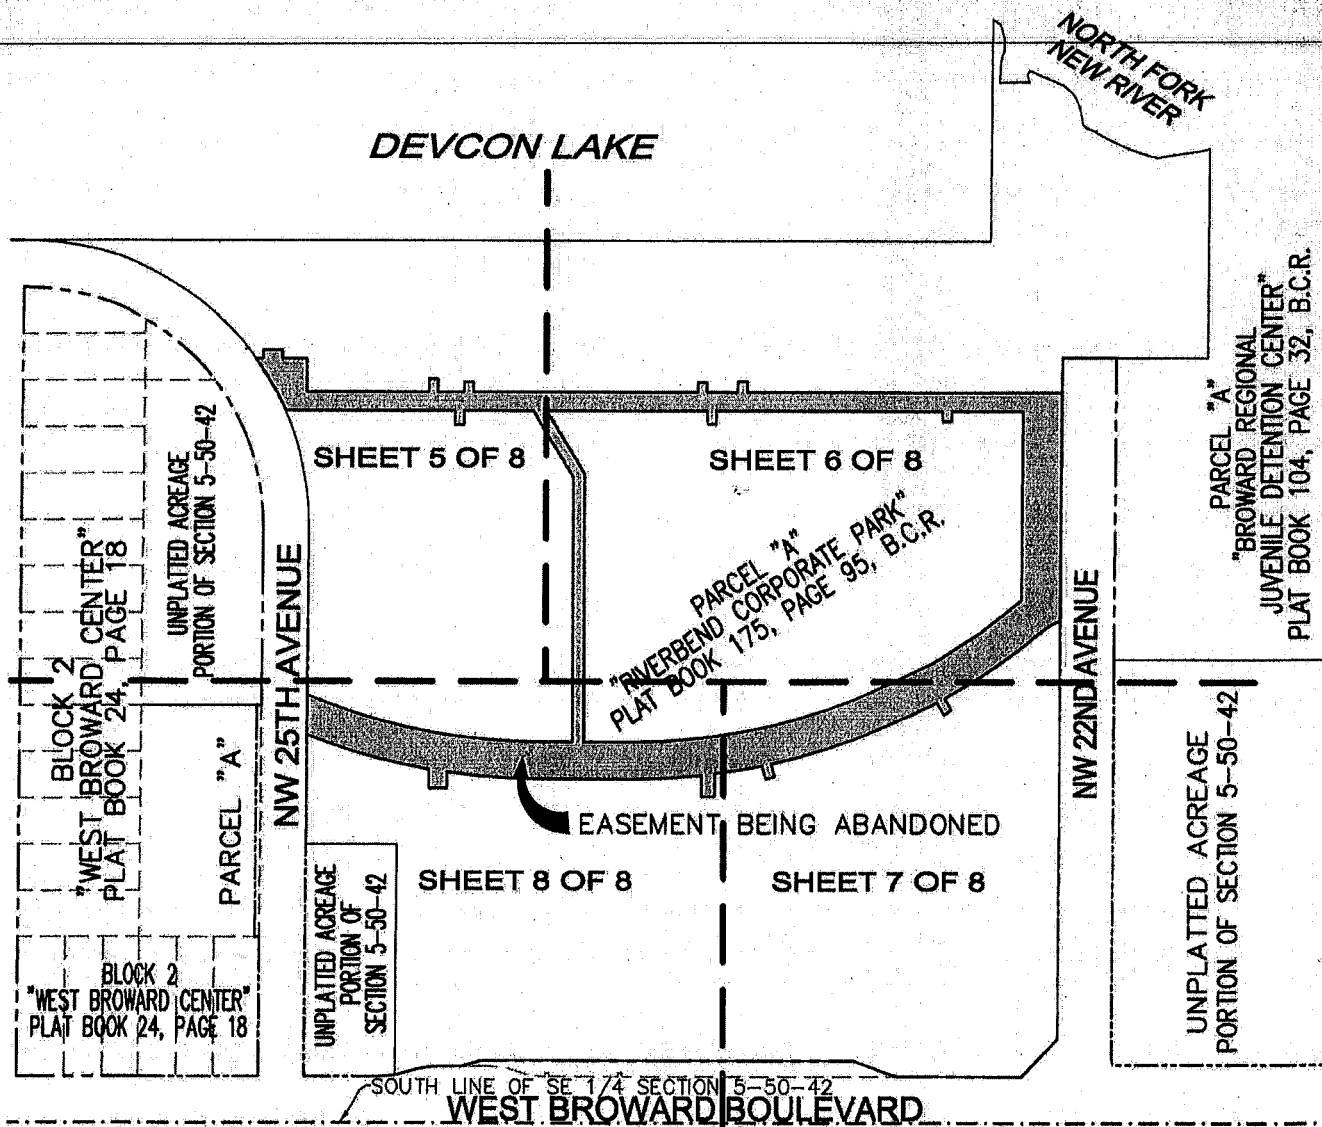 NORTH FORK
NEW RIVER
DEVCON LAKE
PARCEL "A"
"BROWARD REGIONAL
JUVENILE DETENTION CENTER"
PLAT BOOK 104, PAGE 32, B.C.R.
SHEET 5 OF 8
SHEET 6 OF 8
UNPLATTED ACREAGE
PORTION OF SECTION 5-50-42
PARCEL "A"
"RIVERBEND CORPORATE PARK"
PLAT BOOK 175, PAGE 95, B.C.R.
BLOCK 2
"WEST BROWARD CENTER"
PLAT BOOK 24, PAGE 18
NW 25TH AVENUE
NW 22ND AVENUE
PARCEL "A"
EASEMENT BEING ABANDONED
SHEET 8 OF 8
SHEET 7 OF 8
UNPLATTED ACREAGE
PORTION OF
SECTION 5-50-42
UNPLATTED ACREAGE
PORTION OF SECTION 5-50-42
BLOCK 2
"WEST BROWARD CENTER"
PLAT BOOK 24, PAGE 18
SOUTH LINE OF SE 1/4 SECTION 5-50-42
WEST BROWARD BOULEVARD